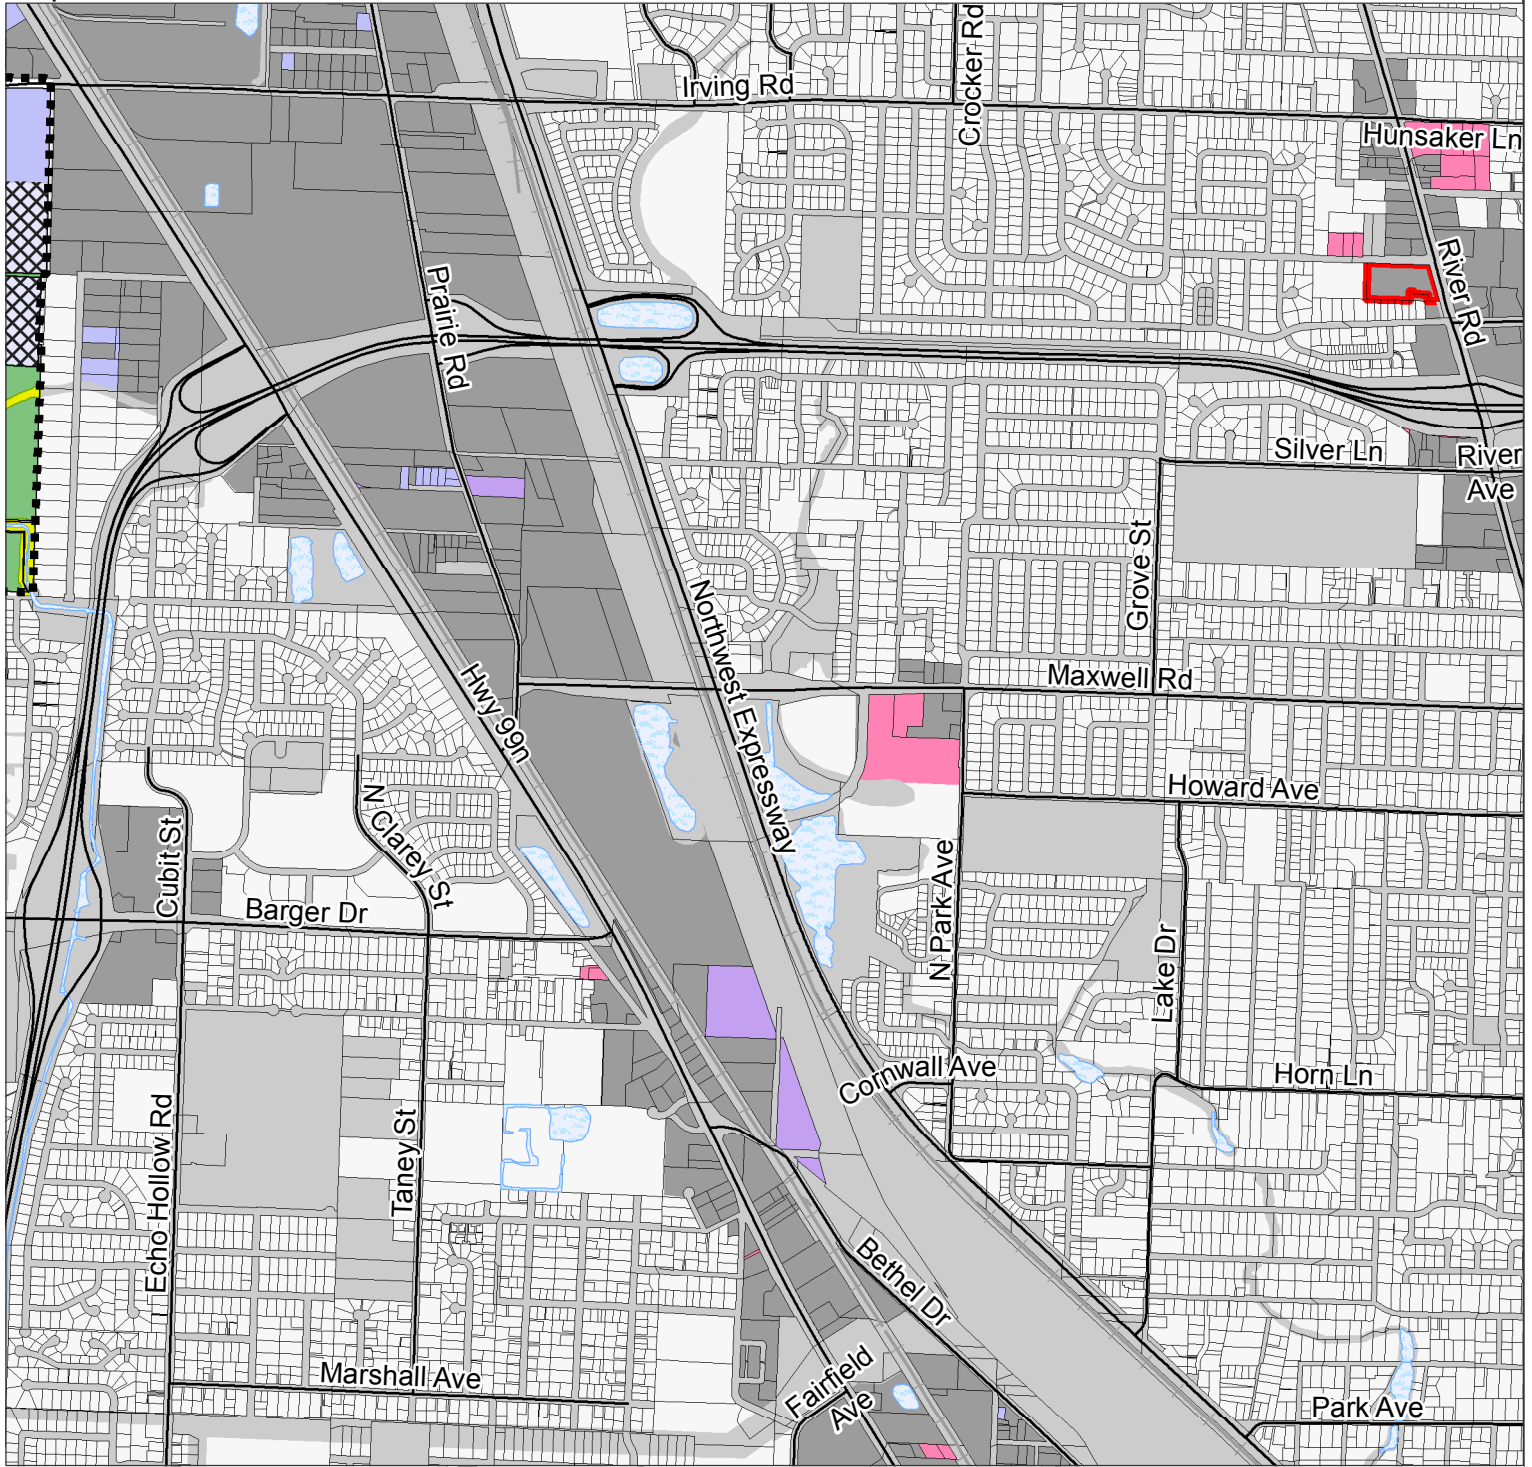 Irving Rd
Crocker Rd
Hunsaker Ln
River Rd
Prairie Rd
Silver Ln
River
Ave
Grove St
Northwest Expressway
Maxwell Rd
Hwy 99n
Howard Ave
N Clarey St
Cubit St
N Park Ave
Barger Dr
Lake Dr
Cornwall Ave
Horn Ln
Echo Hollow Rd
Taney St
Bethel Dr
Marshall Ave
Fairfield
Ave
Park Ave